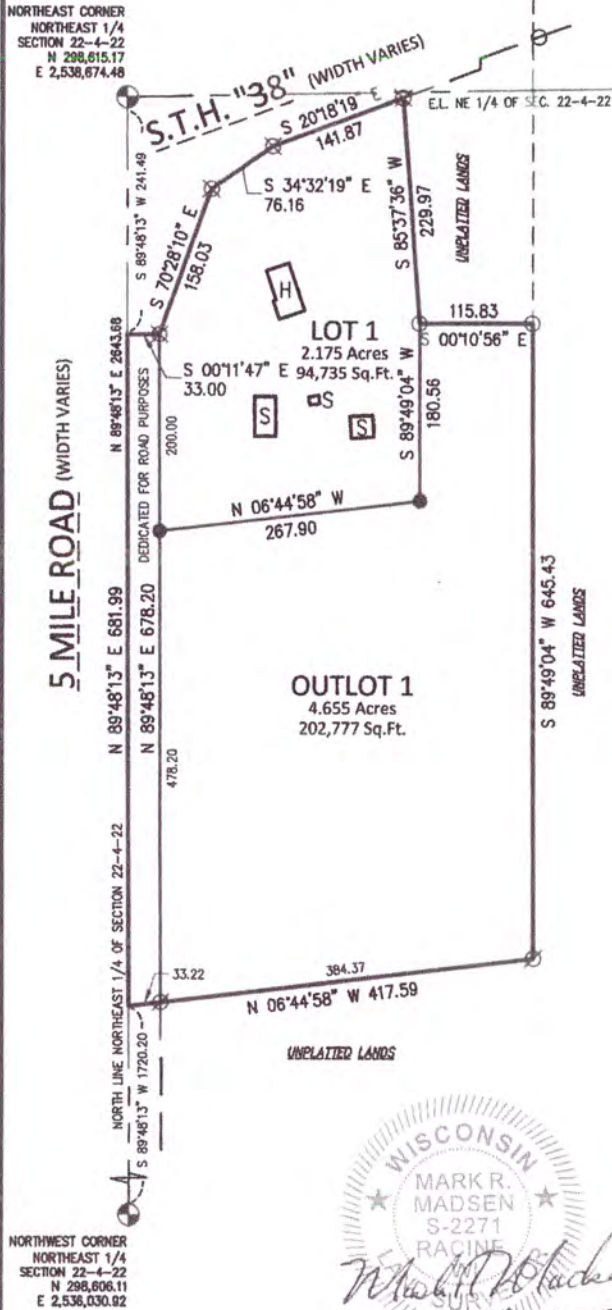 NORTHEAST CORNER
NORTHEAST 1/4
SECTION 22-4-22
N 298,615.17
E 2,538,674.48
S.T.H. "38" (WIDTH VARIES)
E.L. NE 1/4 OF SEC. 22-4-22
S 89°48'13" W 241.49
S 70°28'10" E
158.03
S 34°32'19" E
76.16
S 20°18'19" E
141.87
S 85°37'36" W
229.97
UNPLATTED LANDS
H
LOT 1
2.175 Acres
94,735 Sq.Ft.
115.83
S 00°10'56" E
S 00°11'47" E
33.00
S
S
S
S 89°49'04" W
180.56
N 89°48'13" E 2643.68
5 MILE ROAD (WIDTH VARIES)
DEDICATED FOR ROAD PURPOSES
200.00
N 06°44'58" W
267.90
N 89°48'13" E 681.99
N 89°48'13" E 678.20
478.20
OUTLOT 1
4.655 Acres
202,777 Sq.Ft.
S 89°49'04" W 645.43
UNPLATTED LANDS
NORTH LINE NORTHEAST 1/4 OF SECTION 22-4-22
33.22
384.37
N 06°44'58" W 417.59
UNPLATTED LANDS
S 89°48'13" W 1720.20
NORTHWEST CORNER
NORTHEAST 1/4
SECTION 22-4-22
N 298,606.11
E 2,536,030.92
WISCONSIN
MARK R.
MADSEN
S-2271
RACINE